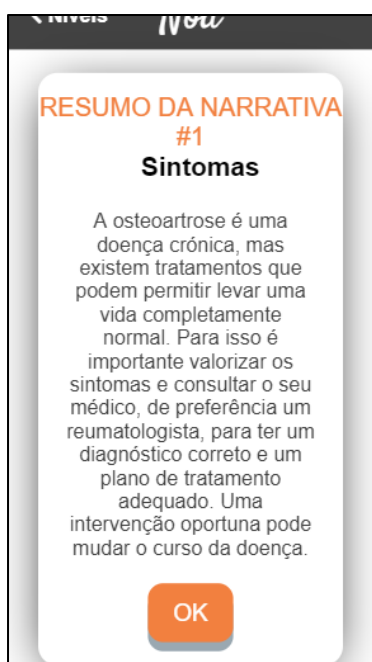 Níveis
RESUMO DA NARRATIVA
#1
Sintomas
A osteoartrose é uma
doença crónica, mas
existem tratamentos que
podem permitir levar uma
vida completamente
normal. Para isso é
importante valorizar os
sintomas e consultar o seu
médico, de preferência um
reumatologista, para ter um
diagnóstico correto e um
plano de tratamento
adequado. Uma
intervenção oportuna pode
mudar o curso da doença.
OK